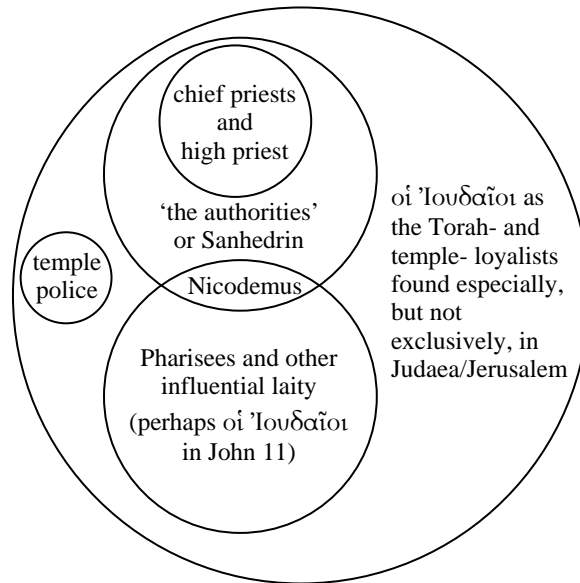 chief priests
and
high priest
‘the authorities’
or Sanhedrin
temple
police
Nicodemus
Pharisees and other
influential laity
(perhaps οἱ Ἰουδαῖοι
in John 11)
οἱ Ἰουδαῖοι as
the Torah- and
temple- loyalists
found especially,
but not
exclusively, in
Judaea/Jerusalem